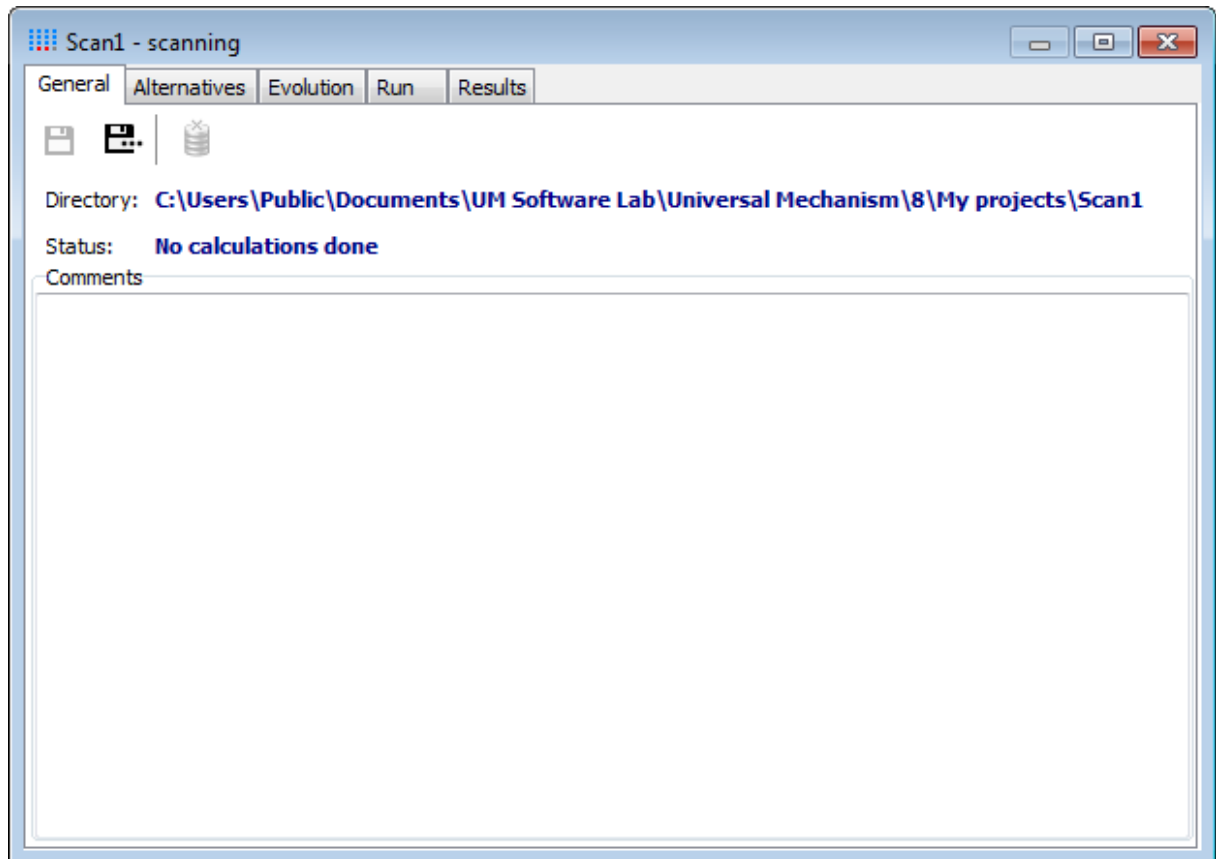 Scan1 - scanning
General Alternatives Evolution Run Results
Directory: C:\Users\Public\Documents\UM Software Lab\Universal Mechanism\8\My projects\Scan1
Status: No calculations done
Comments